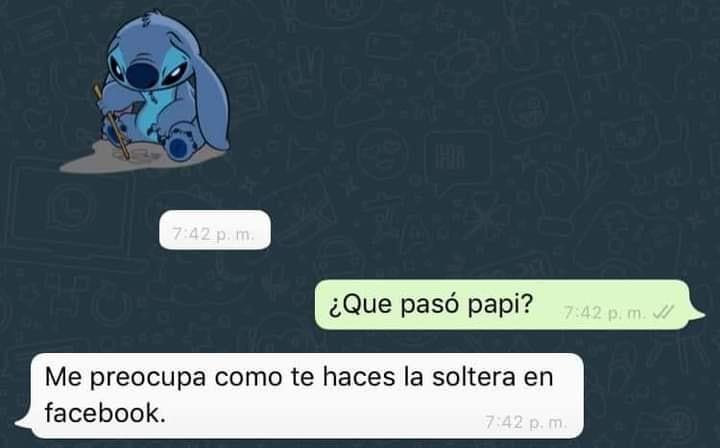 7:42 p. m.
¿Que pasó papi? 7:42 p. m.
Me preocupa como te haces la soltera en
facebook. 7:42 p. m.